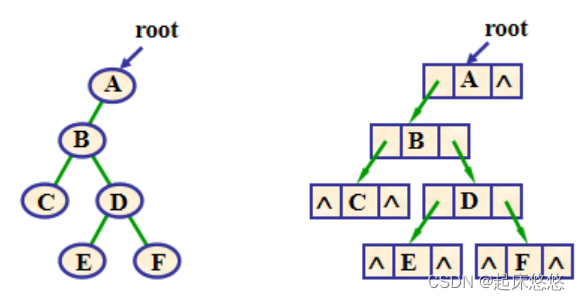 root
A
B
C D
E F
root
A ^
B
^ C ^ D
^ E ^ ^ F ^
CSDN @起床悠悠